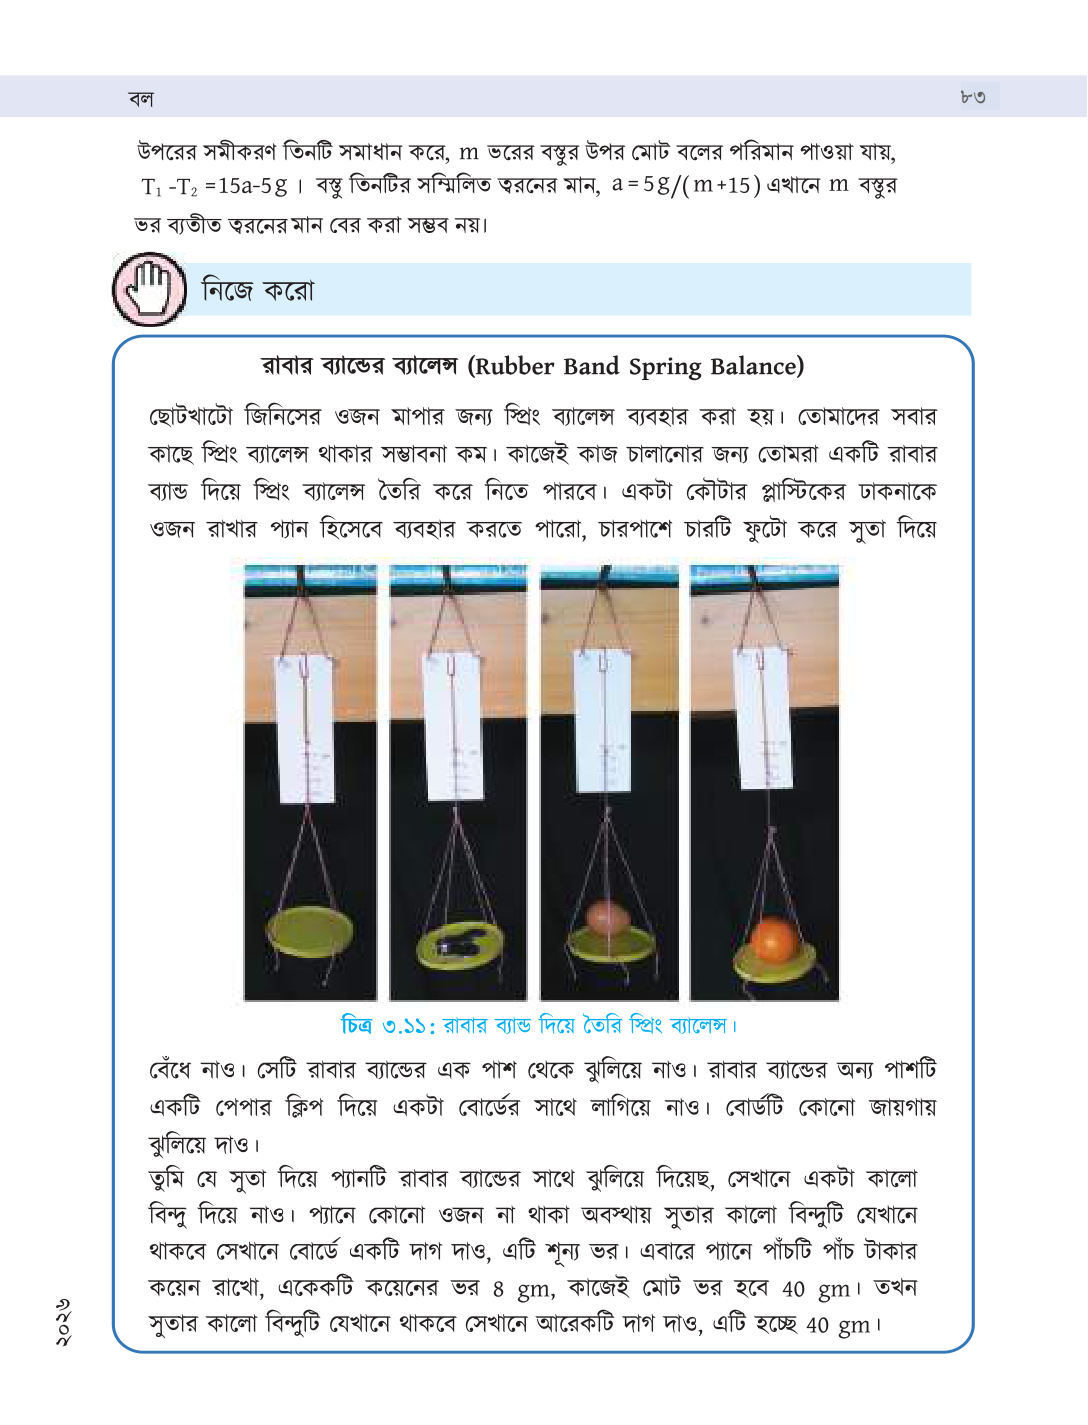 বল
৮৩
উপরের সমীকরণ তিনটি সমাধান করে, m ভরের বস্তুর উপর মোট বলের পরিমান পাওয়া যায়,
T₁ -T₂ =15a-5g । বস্তু তিনটির সম্মিলিত ত্বরনের মান, a = 5g/( m +15 ) এখানে m বস্তুর
ভর ব্যতীত ত্বরনের মান বের করা সম্ভব নয়।
নিজে করো
রাবার ব্যান্ডের ব্যালেন্স (Rubber Band Spring Balance)
ছোটখাটো জিনিসের ওজন মাপার জন্য স্প্রিং ব্যালেন্স ব্যবহার করা হয়। তোমাদের সবার
কাছে স্প্রিং ব্যালেন্স থাকার সম্ভাবনা কম। কাজেই কাজ চালানোর জন্য তোমরা একটি রাবার
ব্যান্ড দিয়ে স্প্রিং ব্যালেন্স তৈরি করে নিতে পারবে। একটা কৌটার প্লাস্টিকের ঢাকনাকে
ওজন রাখার প্যান হিসেবে ব্যবহার করতে পারো, চারপাশে চারটি ফুটো করে সুতা দিয়ে
চিত্র ৩.১১: রাবার ব্যান্ড দিয়ে তৈরি স্প্রিং ব্যালেন্স।
বেঁধে নাও। সেটি রাবার ব্যান্ডের এক পাশ থেকে ঝুলিয়ে নাও। রাবার ব্যান্ডের অন্য পাশটি
একটি পেপার ক্লিপ দিয়ে একটা বোর্ডের সাথে লাগিয়ে নাও। বোর্ডটি কোনো জায়গায়
ঝুলিয়ে দাও।
তুমি যে সুতা দিয়ে প্যানটি রাবার ব্যান্ডের সাথে ঝুলিয়ে দিয়েছ, সেখানে একটা কালো
বিন্দু দিয়ে নাও। প্যানে কোনো ওজন না থাকা অবস্থায় সুতার কালো বিন্দুটি যেখানে
থাকবে সেখানে বোর্ডে একটি দাগ দাও, এটি শূন্য ভর। এবারে প্যানে পাঁচটি পাঁচ টাকার
কয়েন রাখো, একেকটি কয়েনের ভর 8 gm, কাজেই মোট ভর হবে 40 gm। তখন
সুতার কালো বিন্দুটি যেখানে থাকবে সেখানে আরেকটি দাগ দাও, এটি হচ্ছে 40 gm।
২০২৬